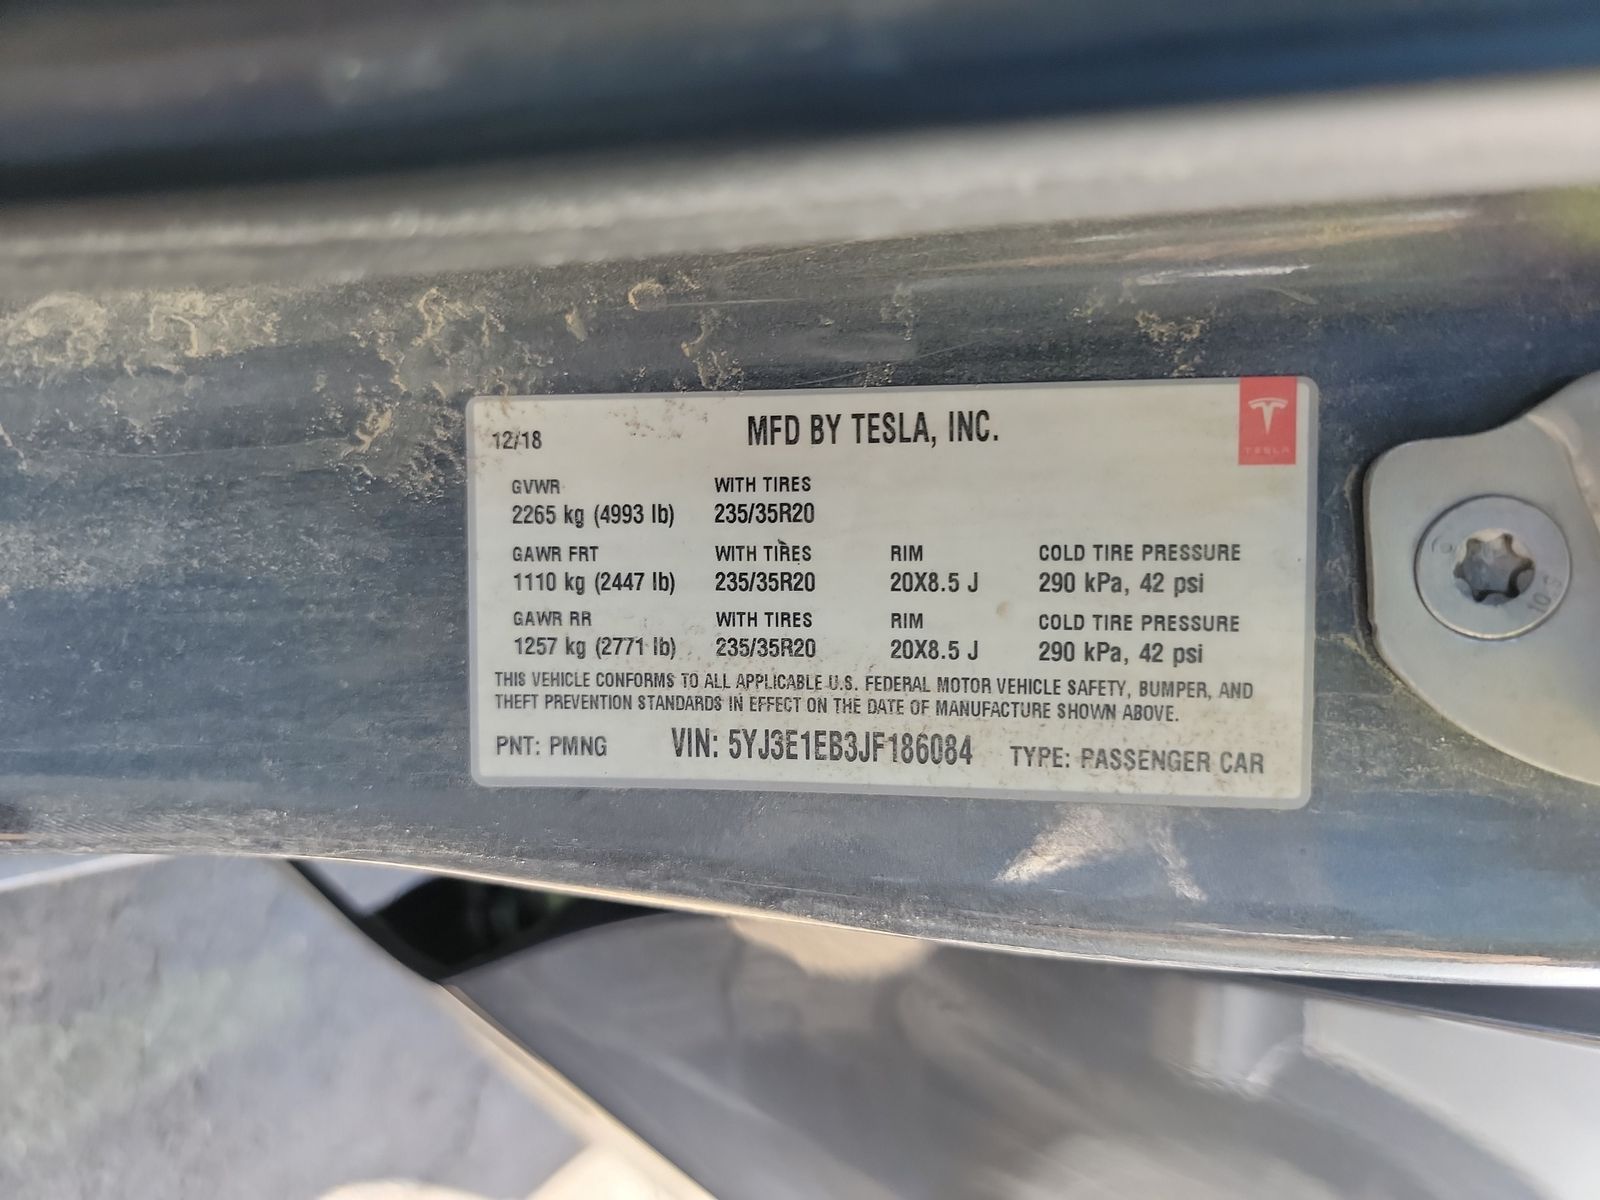 12/18 MFD BY TESLA, INC.
TESLA
GVWR WITH TIRES
2265 kg (4993 lb) 235/35R20
GAWR FRT WITH TIRES RIM COLD TIRE PRESSURE
1110 kg (2447 lb) 235/35R20 20X8.5 J 290 kPa, 42 psi
GAWR RR WITH TIRES RIM COLD TIRE PRESSURE
1257 kg (2771 lb) 235/35R20 20X8.5 J 290 kPa, 42 psi
THIS VEHICLE CONFORMS TO ALL APPLICABLE U.S. FEDERAL MOTOR VEHICLE SAFETY, BUMPER, AND
THEFT PREVENTION STANDARDS IN EFFECT ON THE DATE OF MANUFACTURE SHOWN ABOVE.
PNT: PMNG VIN: 5YJ3E1EB3JF186084 TYPE: PASSENGER CAR